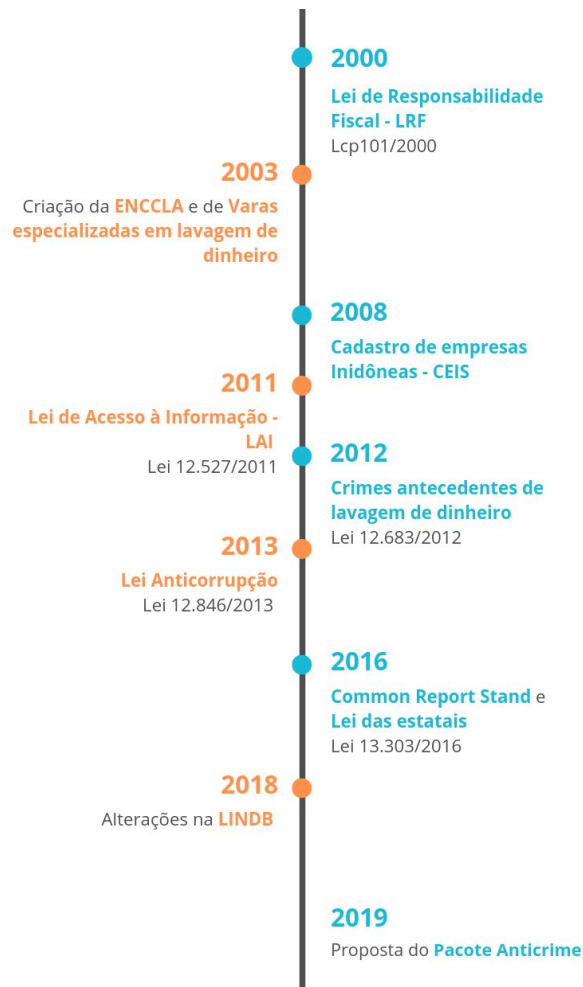 2000
Lei de Responsabilidade
Fiscal - LRF
Lcp101/2000
2003
Criação da ENCCLA e de Varas
especializadas em lavagem de
dinheiro
2008
Cadastro de empresas
Inidôneas - CEIS
2011
Lei de Acesso à Informação -
LAI
Lei 12.527/2011
2012
Crimes antecedentes de
lavagem de dinheiro
Lei 12.683/2012
2013
Lei Anticorrupção
Lei 12.846/2013
2016
Common Report Stand e
Lei das estatais
Lei 13.303/2016
2018
Alterações na LINDB
2019
Proposta do Pacote Anticrime